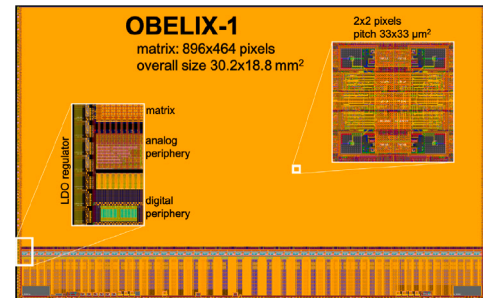 OBELIX-1
matrix: 896x464 pixels
overall size 30.2x18.8 mm²
2x2 pixels
pitch 33x33 μm²
LDO regulator
matrix
analog
periphery
digital
periphery